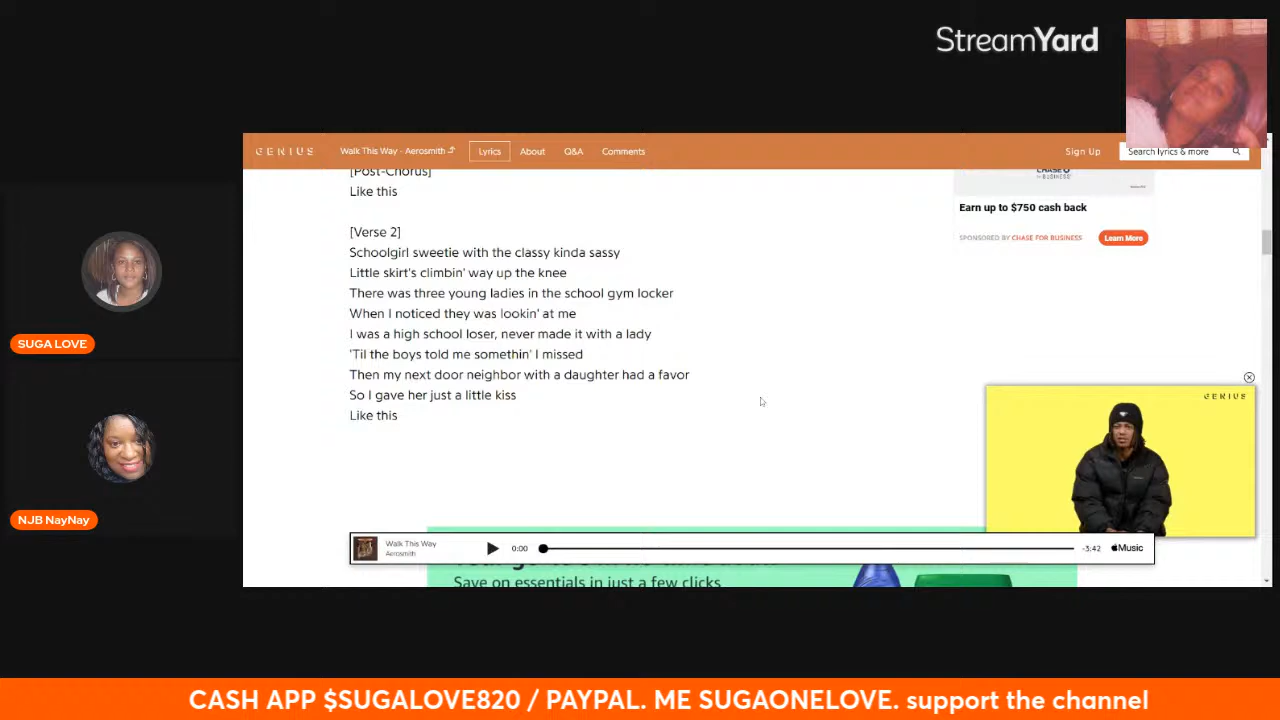 StreamYard
GENIUS
Walk This Way - Aerosmith
Lyrics
About
Q&A
Comments
Sign Up
Search lyrics & more
[Post-Chorus]
Like this
[Verse 2]
Schoolgirl sweetie with the classy kinda sassy
Little skirt's climbin' way up the knee
There was three young ladies in the school gym locker
When I noticed they was lookin' at me
I was a high school loser, never made it with a lady
'Til the boys told me somethin' I missed
Then my next door neighbor with a daughter had a favor
So I gave her just a little kiss
Like this
CHASE
for BUSINESS
Earn up to $750 cash back
SPONSORED BY CHASE FOR BUSINESS
Learn More
GENIUS
SUGA LOVE
NJB NayNay
Walk This Way
Aerosmith
0:00
-3:42
Music
Save on essentials in just a few clicks
CASH APP $SUGALOVE820 / PAYPAL. ME SUGAONELOVE. support the channel